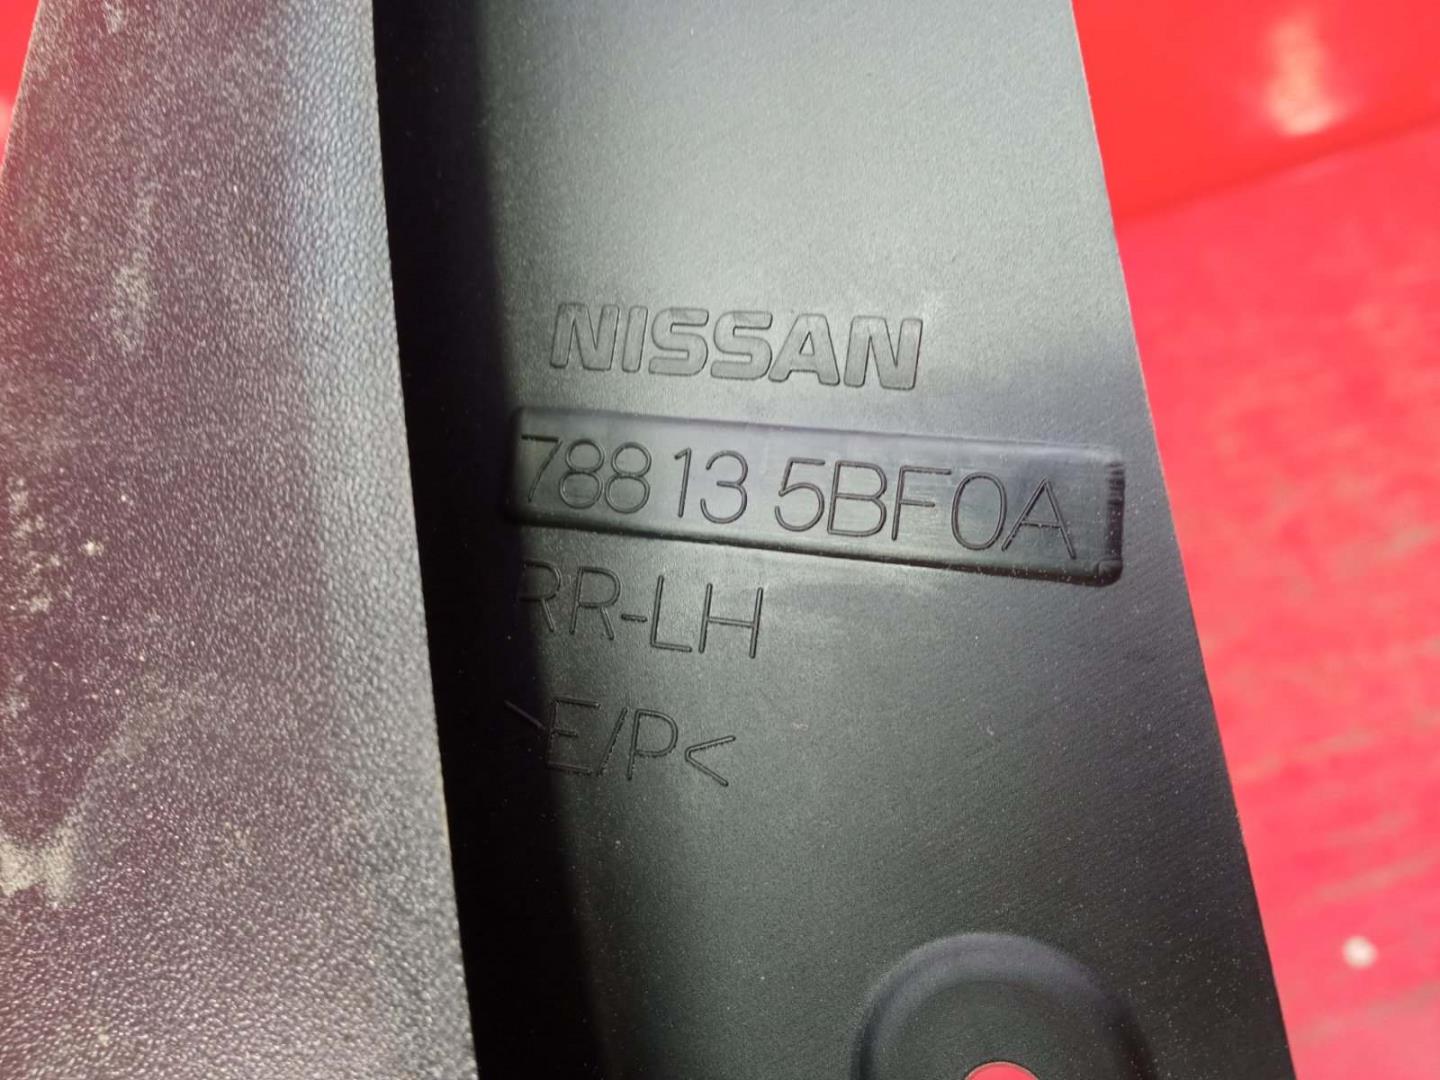 NISSAN
78813 5BF0A
RR-LH
>E/P<